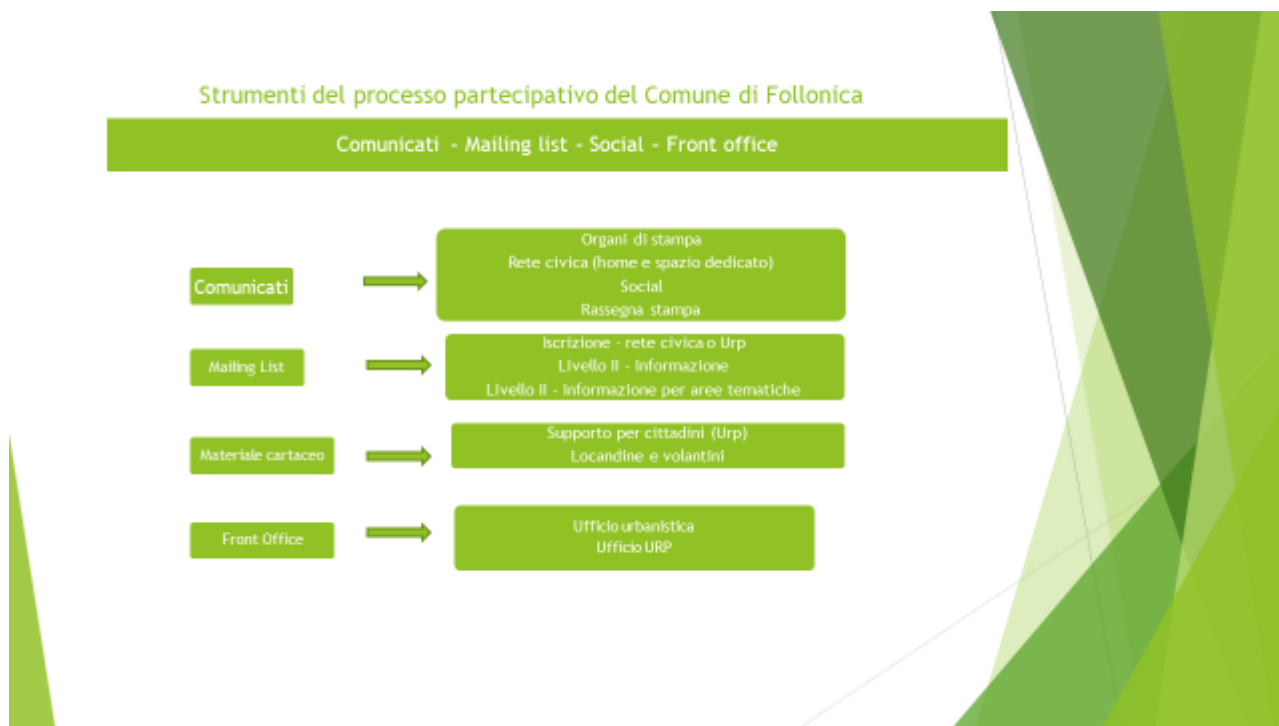 Strumenti del processo partecipativo del Comune di Follonica
Comunicati - Mailing list - Social - Front office
Comunicati
Organi di stampa
Rete civica (home e spazio dedicato)
Social
Rassegna stampa
Mailing List
Iscrizione - rete civica o Urp
Livello II - Informazione
Livello II - Informazione per aree tematiche
Materiale cartaceo
Supporto per cittadini (Urp)
Locandine e volantini
Front Office
Ufficio urbanistica
Ufficio URP